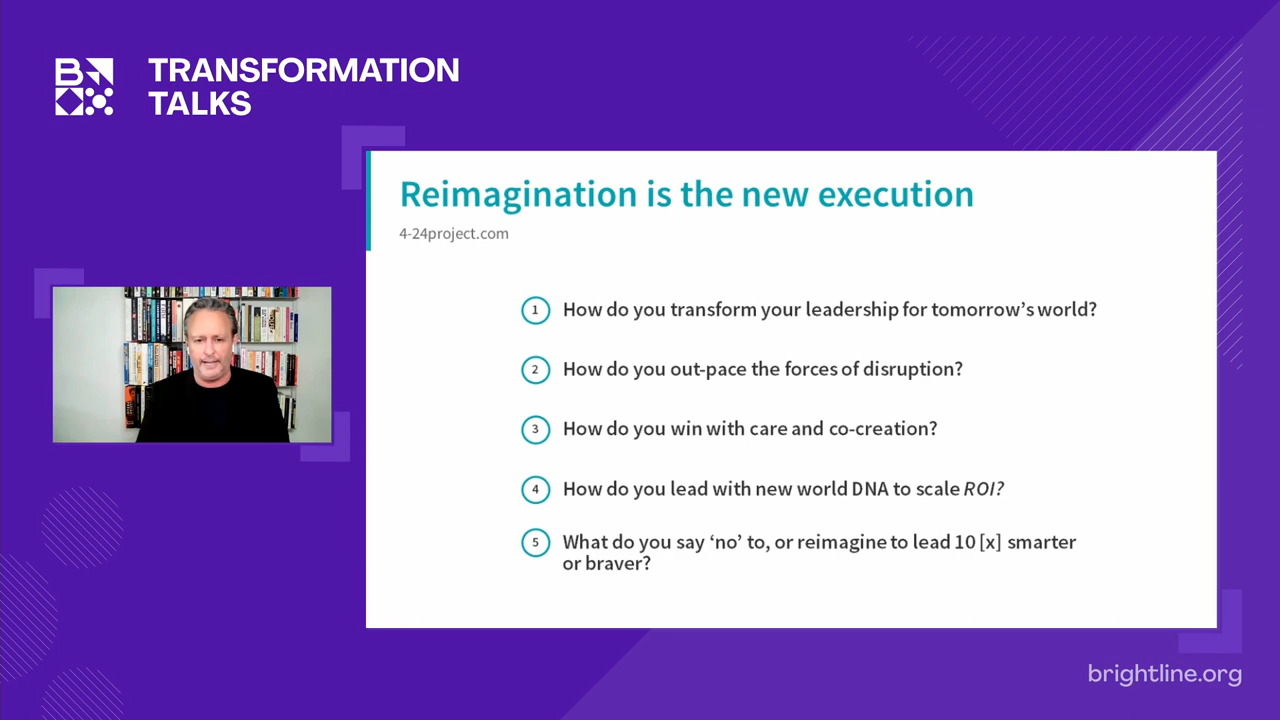 TRANSFORMATION
TALKS
Reimagination is the new execution
4-24project.com
1 How do you transform your leadership for tomorrow’s world?
2 How do you out-pace the forces of disruption?
3 How do you win with care and co-creation?
4 How do you lead with new world DNA to scale ROI?
5 What do you say ‘no’ to, or reimagine to lead 10 [x] smarter
or braver?
brightline.org